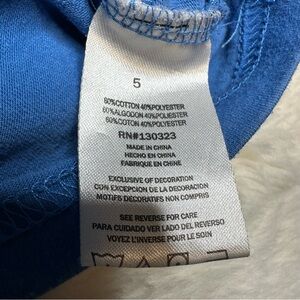 5
60%COTTON 40%POLYESTER
60%ALGODON 40%POLIESTER
60%COTON 40%POLYESTER
RN#130323
MADE IN CHINA
HECHO EN CHINA
FABRIQUE EN CHINE
EXCLUSIVE OF DECORATION
CON EXCEPCION DE LA DECORACION
MOTIFS DECORATIFS NON COMPRIS
SEE REVERSE FOR CARE
PARA CUIDADO VER LADO DEL REVERSO
VOYEZ L'INVERSE POUR LE SOIN